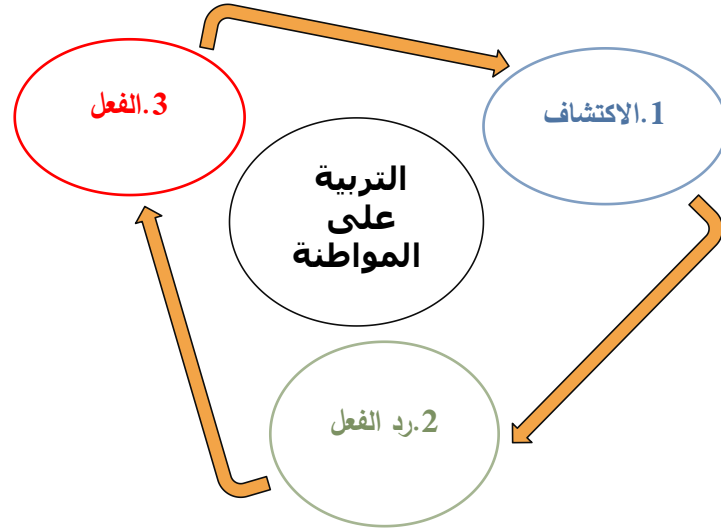 1.الاكتشاف
2.رد الفعل
3.الفعل
التربية
على
المواطنة